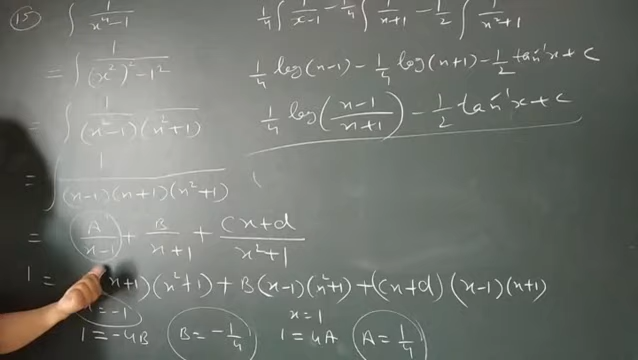 15) ∫ 1/(x⁴-1)
= ∫ 1/((x²)²-1²)
= ∫ 1/((x²-1)(x²+1))
= ∫ 1/((x-1)(x+1)(x²+1))
= A/(x-1) + B/(x+1) + (Cx+d)/(x²+1)
1 = (x+1)(x²+1) + B(x-1)(x²+1) + (Cx+d)(x-1)(x+1)
= -1
1 = -4B
B = -1/4
x = 1
1 = 4A
A = 1/4
1/4 ∫ 1/(x-1) - 1/4 ∫ 1/(x+1) - 1/2 ∫ 1/(x²+1)
1/4 log(x-1) - 1/4 log(x+1) - 1/2 tan⁻¹x + c
1/4 log((x-1)/(x+1)) - 1/2 tan⁻¹x + c